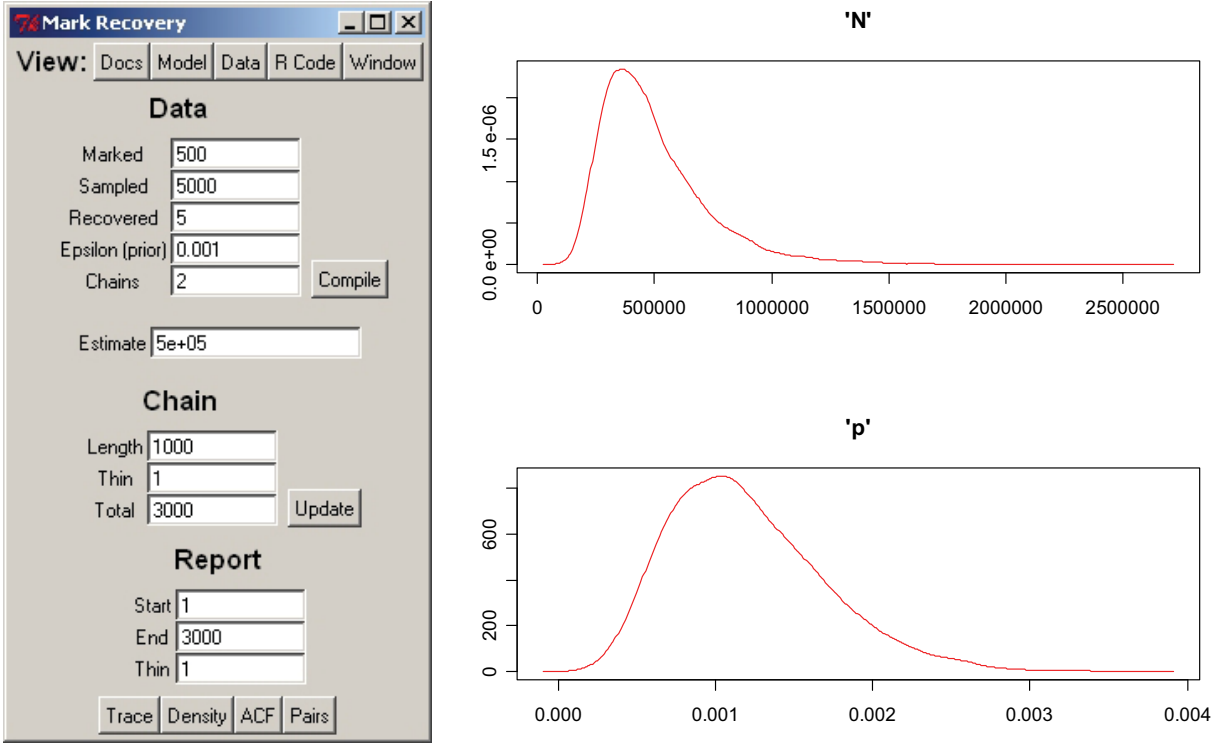 Mark Recovery
View: Docs Model Data R Code Window
Data
Marked 500
Sampled 5000
Recovered 5
Epsilon (prior) 0.001
Chains 2 Compile
Estimate 5e+05
Chain
Length 1000
Thin 1
Total 3000 Update
Report
Start 1
End 3000
Thin 1
Trace Density ACF Pairs
'N'
1.5 e-06
0.0 e+00
0 500000 1000000 1500000 2000000 2500000
'p'
600
200
0
0.000 0.001 0.002 0.003 0.004